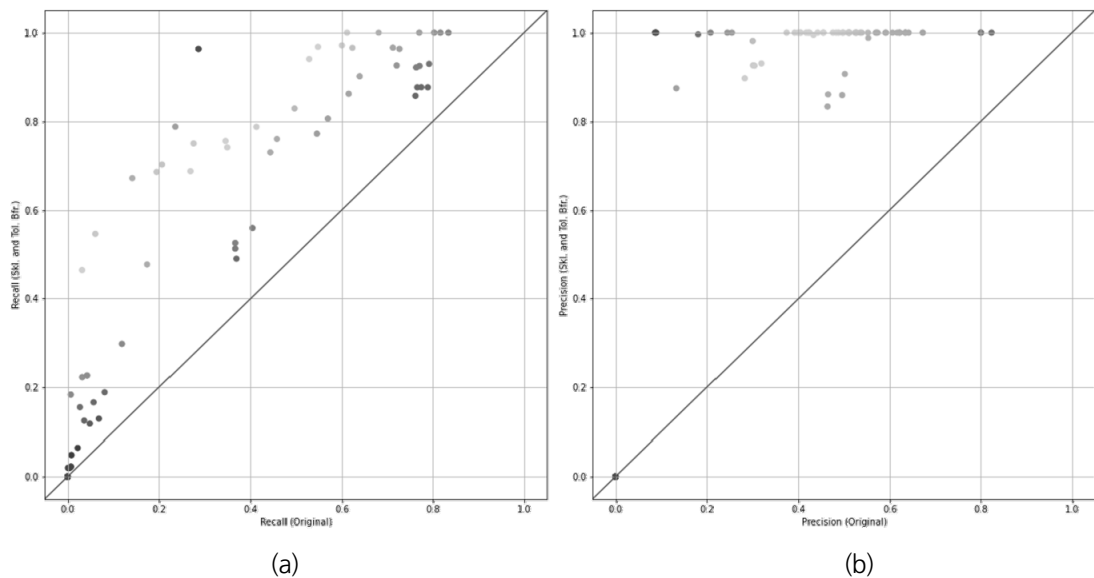 1.0
0.8
0.6
0.4
0.2
0.0
Recall (Skl. and Tol. Bfr.)
0.0 0.2 0.4 0.6 0.8 1.0
Recall (Original)
(a)
1.0
0.8
0.6
0.4
0.2
0.0
Precision (Skl. and Tol. Bfr.)
0.0 0.2 0.4 0.6 0.8 1.0
Precision (Original)
(b)